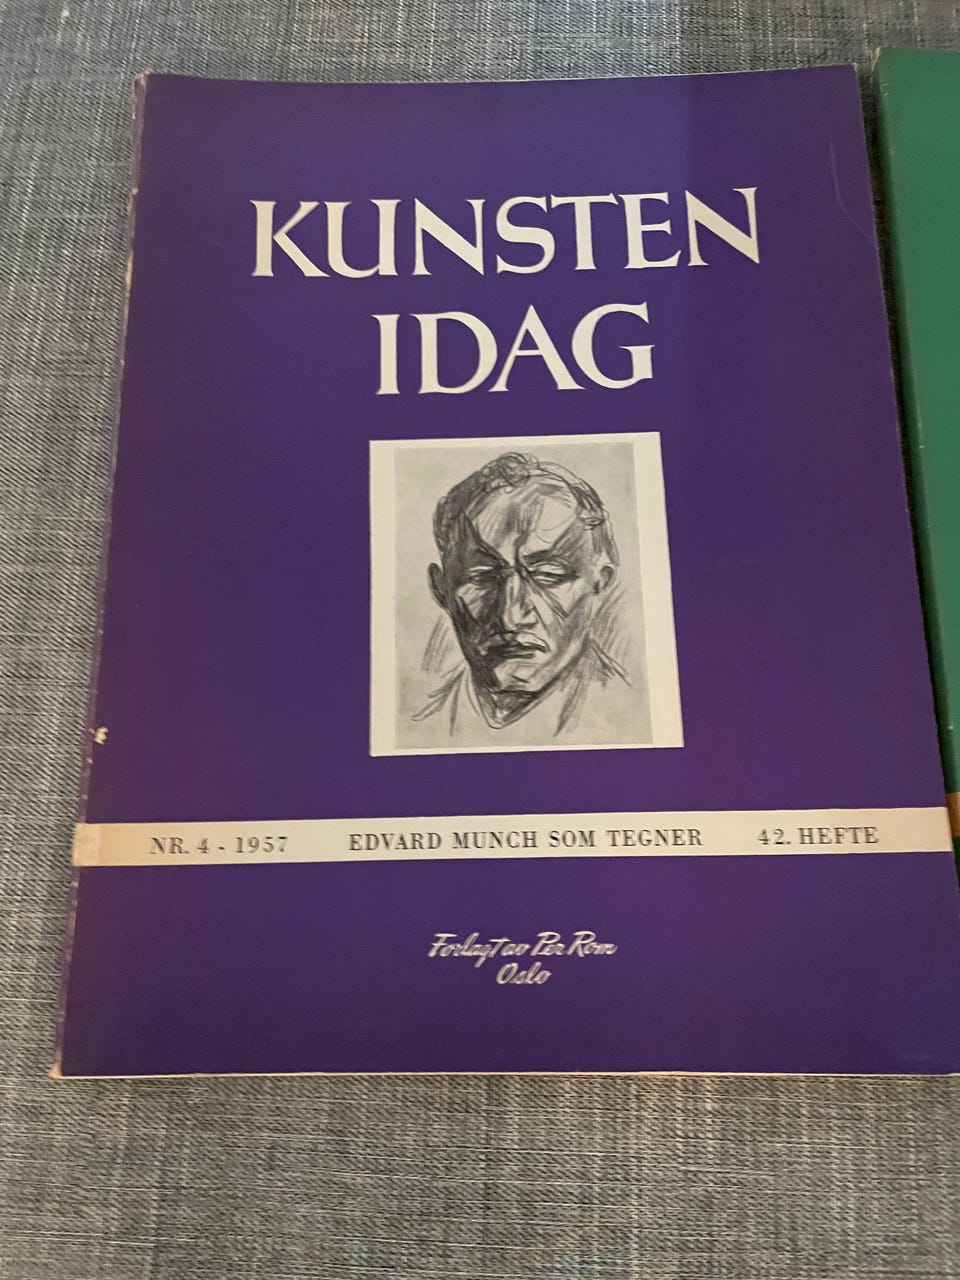 KUNSTEN
IDAG
NR. 4 - 1957 EDVARD MUNCH SOM TEGNER 42. HEFTE
Forlagt av Per Rom
Oslo